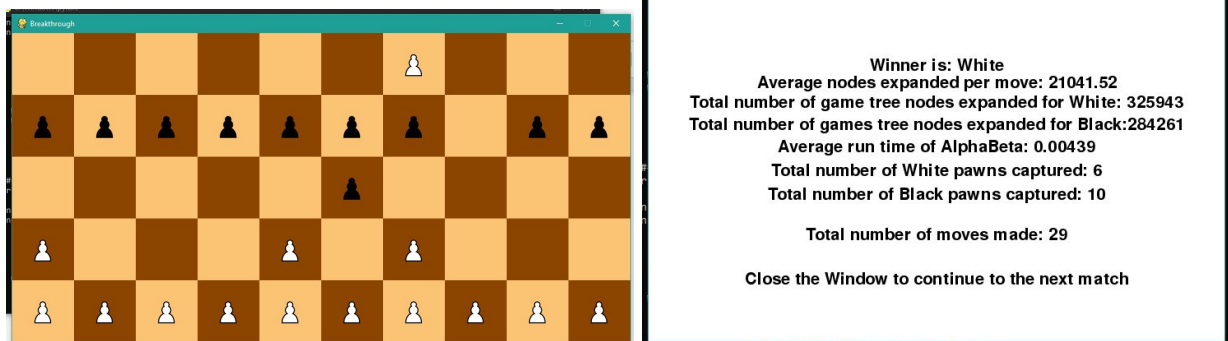 Breakthrough
Winner is: White
Average nodes expanded per move: 21041.52
Total number of game tree nodes expanded for White: 325943
Total number of games tree nodes expanded for Black:284261
Average run time of AlphaBeta: 0.00439
Total number of White pawns captured: 6
Total number of Black pawns captured: 10
Total number of moves made: 29
Close the Window to continue to the next match